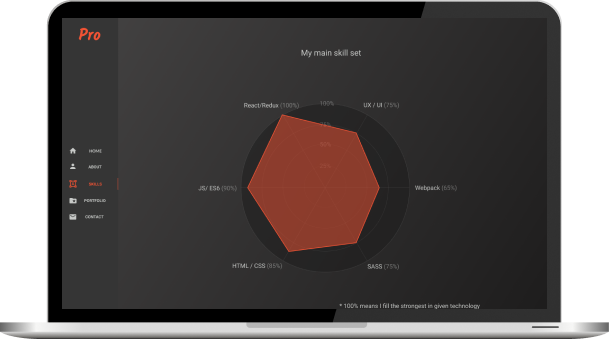 Pro
HOME
ABOUT
SKILLS
PORTFOLIO
CONTACT
My main skill set
React/Redux (100%)
100%
UX / UI (75%)
JS/ ES6 (90%)
Webpack (65%)
HTML / CSS (85%)
SASS (75%)
* 100% means I fill the strongest in given technology